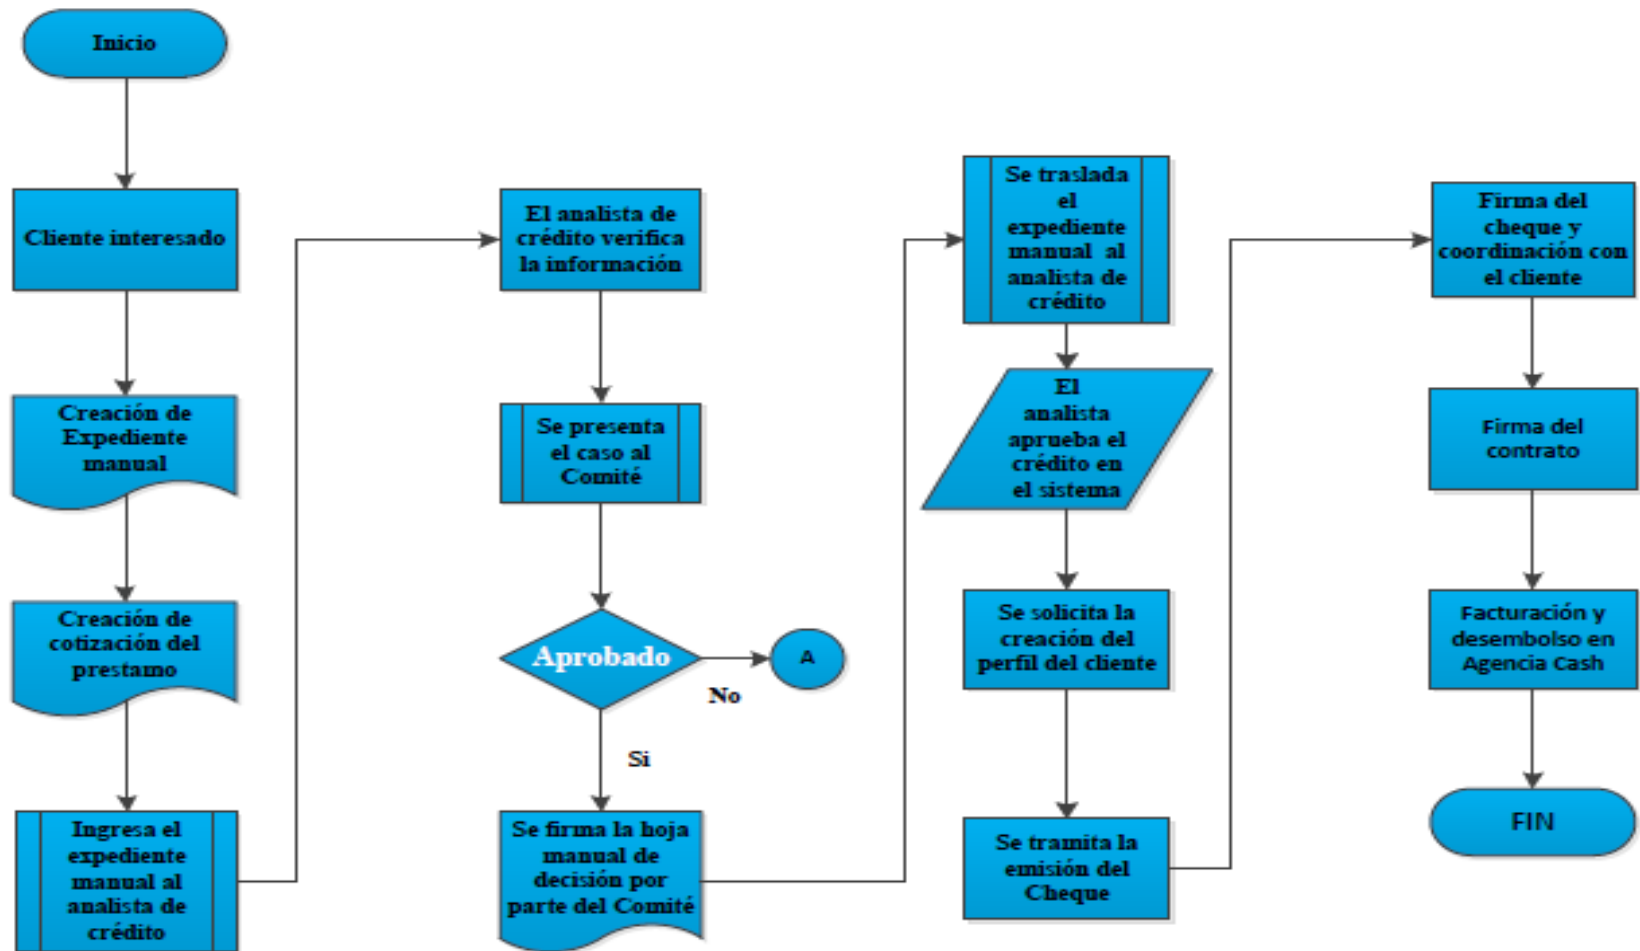 Inicio
Cliente interesado
Creación de
Expediente
manual
Creación de
cotización del
prestamo
Ingresa el
expediente
manual al
analista de
crédito
El analista de
crédito verifica
la información
Se presenta
el caso al
Comité
Aprobado
A
No
Si
Se firma la hoja
manual de
decisión por
parte del Comité
Se traslada
el
expediente
manual al
analista de
crédito
El
analista
aprueba el
crédito en
el sistema
Se solicita la
creación del
perfil del cliente
Se tramita la
emisión del
Cheque
Firma del
cheque y
coordinación con
el cliente
Firma del
contrato
Facturación y
desembolso en
Agencia Cash
FIN